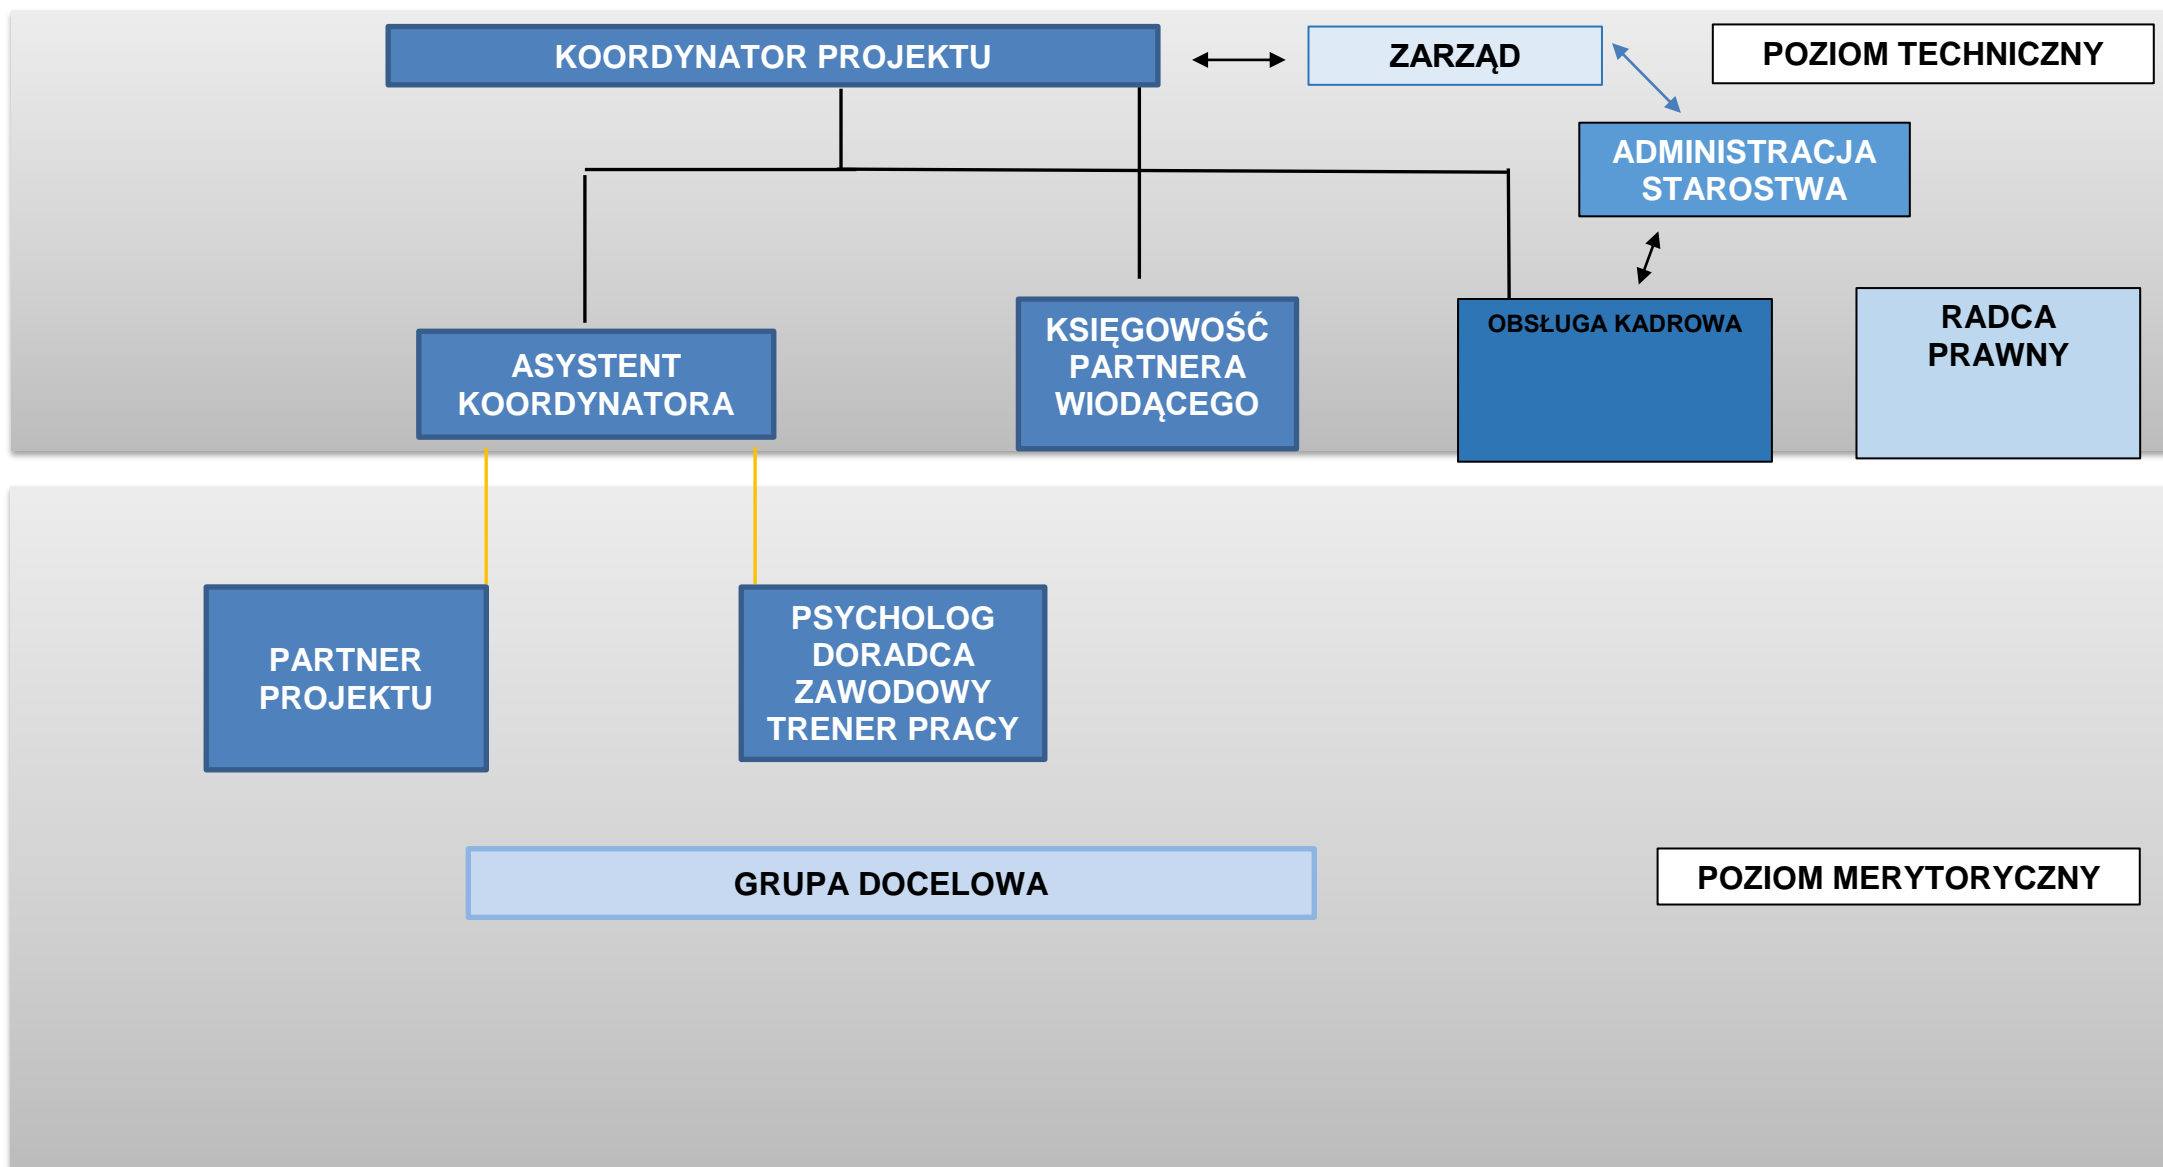 KOORDYNATOR PROJEKTU
ZARZĄD
POZIOM TECHNICZNY
ADMINISTRACJA
STAROSTWA
ASYSTENT
KOORDYNATORA
KSIĘGOWOŚĆ
PARTNERA
WIODĄCEGO
OBSŁUGA KADROWA
RADCA
PRAWNY
PARTNER
PROJEKTU
PSYCHOLOG
DORADCA
ZAWODOWY
TRENER PRACY
GRUPA DOCELOWA
POZIOM MERYTORYCZNY